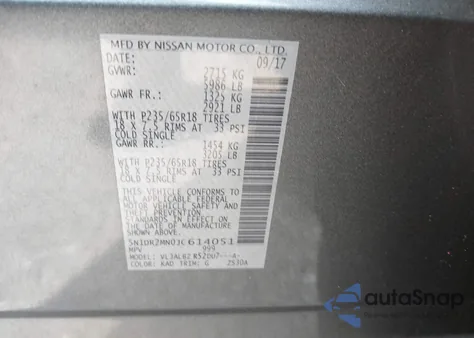 MFD BY NISSAN MOTOR CO., LTD.
DATE: 09/17
GVWR: 2715 KG
5986 LB
GAWR FR.: 1325 KG
2921 LB
WITH P235/65R18 TIRES
18 X 7.5 RIMS AT 33 PSI
COLD SINGLE
GAWR RR.: 1454 KG
3205 LB
WITH P235/65R18 TIRES
18 X 7.5 RIMS AT 33 PSI
COLD SINGLE
THIS VEHICLE CONFORMS TO
ALL APPLICABLE FEDERAL
MOTOR VEHICLE SAFETY AND
THEFT PREVENTION
STANDARDS IN EFFECT ON
THE DATE OF MANUFACTURE
SHOWN ABOVE.
5N1DR2MN0JC614051
MPV 999
MODEL:
COLOR: KAD TRIM: G
autoSnap